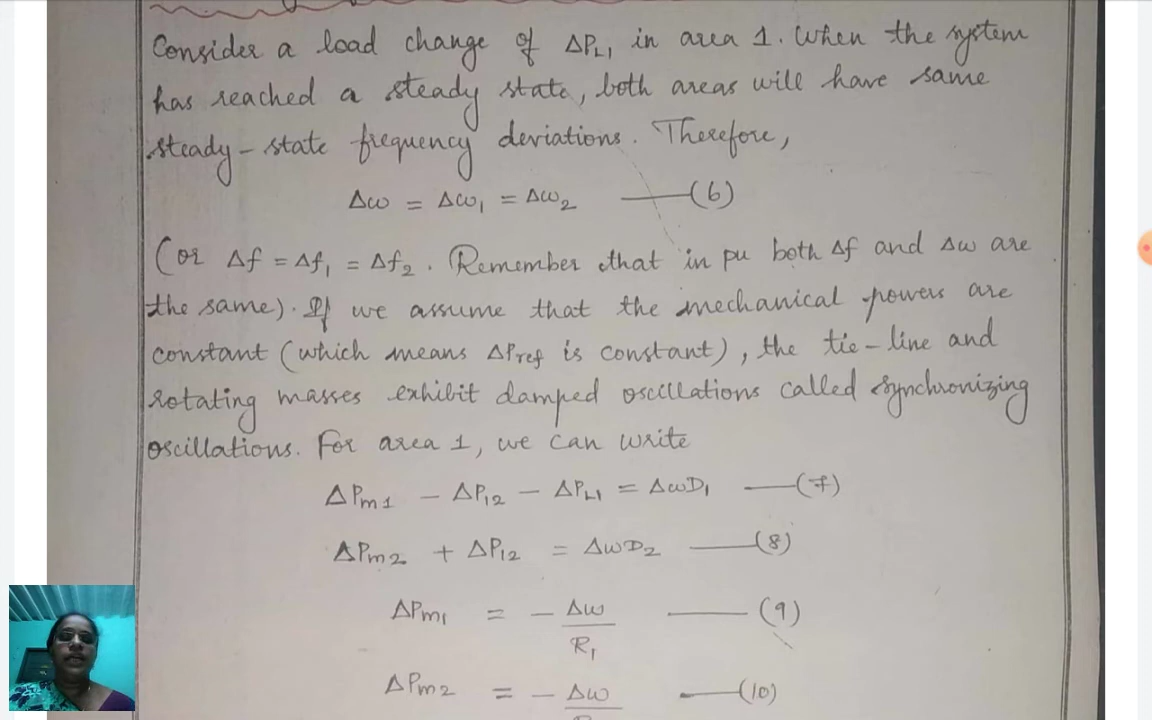 Consider a load change of ΔPL1 in area 1. When the system
has reached a steady state, both areas will have same
steady-state frequency deviations. Therefore,
Δω = Δω₁ = Δω₂ —(6)
(or Δf = Δf₁ = Δf₂. Remember that in pu both Δf and Δω are
the same). If we assume that the mechanical powers are
constant (which means ΔPref is constant), the tie-line and
rotating masses exhibit damped oscillations called synchronizing
oscillations. For area 1, we can write
ΔPm1 - ΔP12 - ΔPL1 = ΔωD₁ —(7)
ΔPm2 + ΔP12 = ΔωD₂ —(8)
ΔPm1 = - Δω —(9)
R₁
ΔPm2 = - Δω —(10)